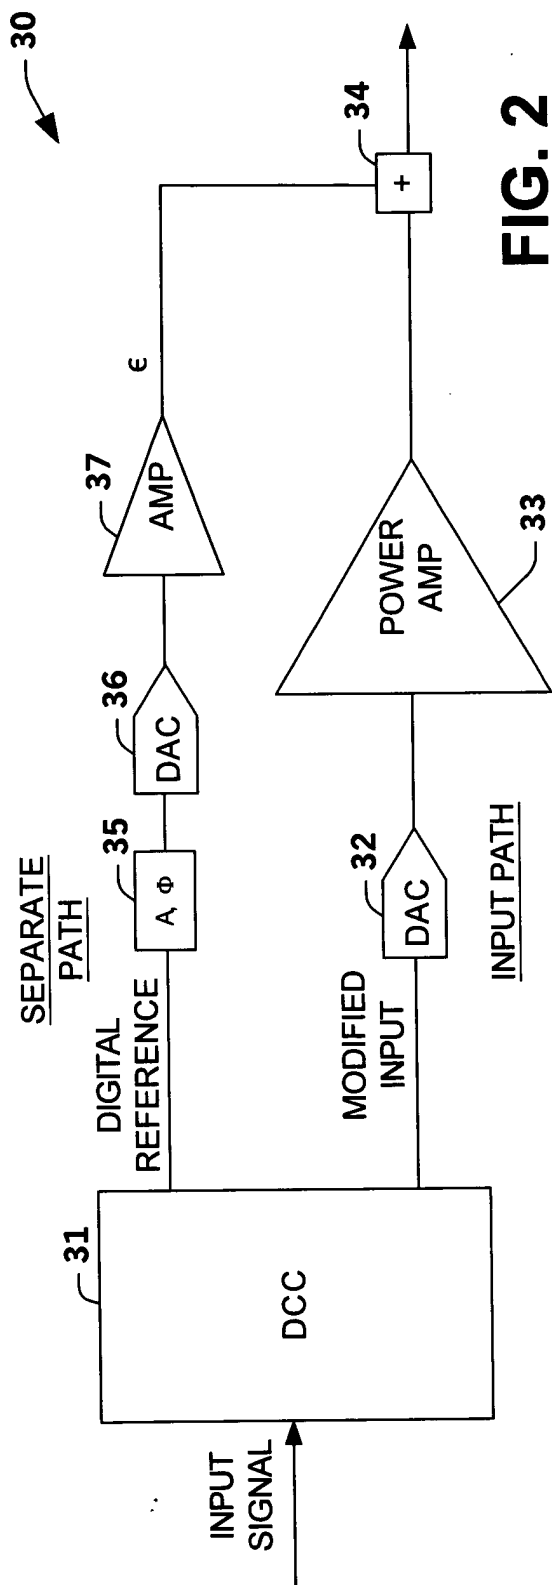 30
SEPARATE
PATH
DIGITAL
REFERENCE
35
A, Φ
36
DAC
37
AMP
ϵ
34
+
31
DCC
INPUT
SIGNAL
MODIFIED
INPUT
32
DAC
INPUT PATH
POWER
AMP
33
FIG. 2